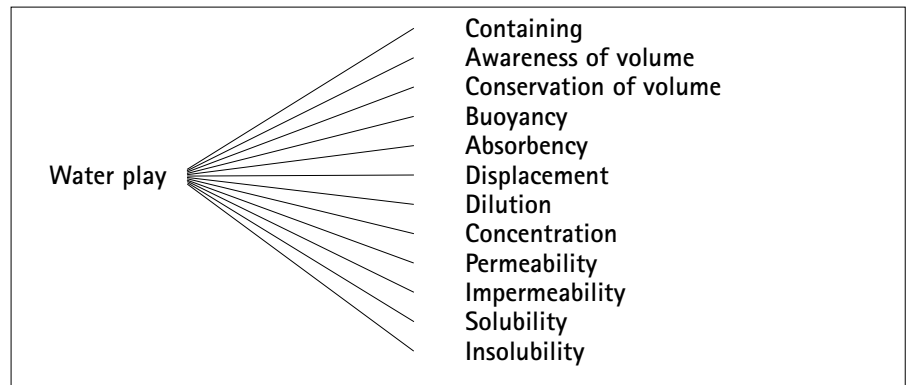 Containing
Awareness of volume
Conservation of volume
Buoyancy
Absorbency
Water play
Displacement
Dilution
Concentration
Permeability
Impermeability
Solubility
Insolubility